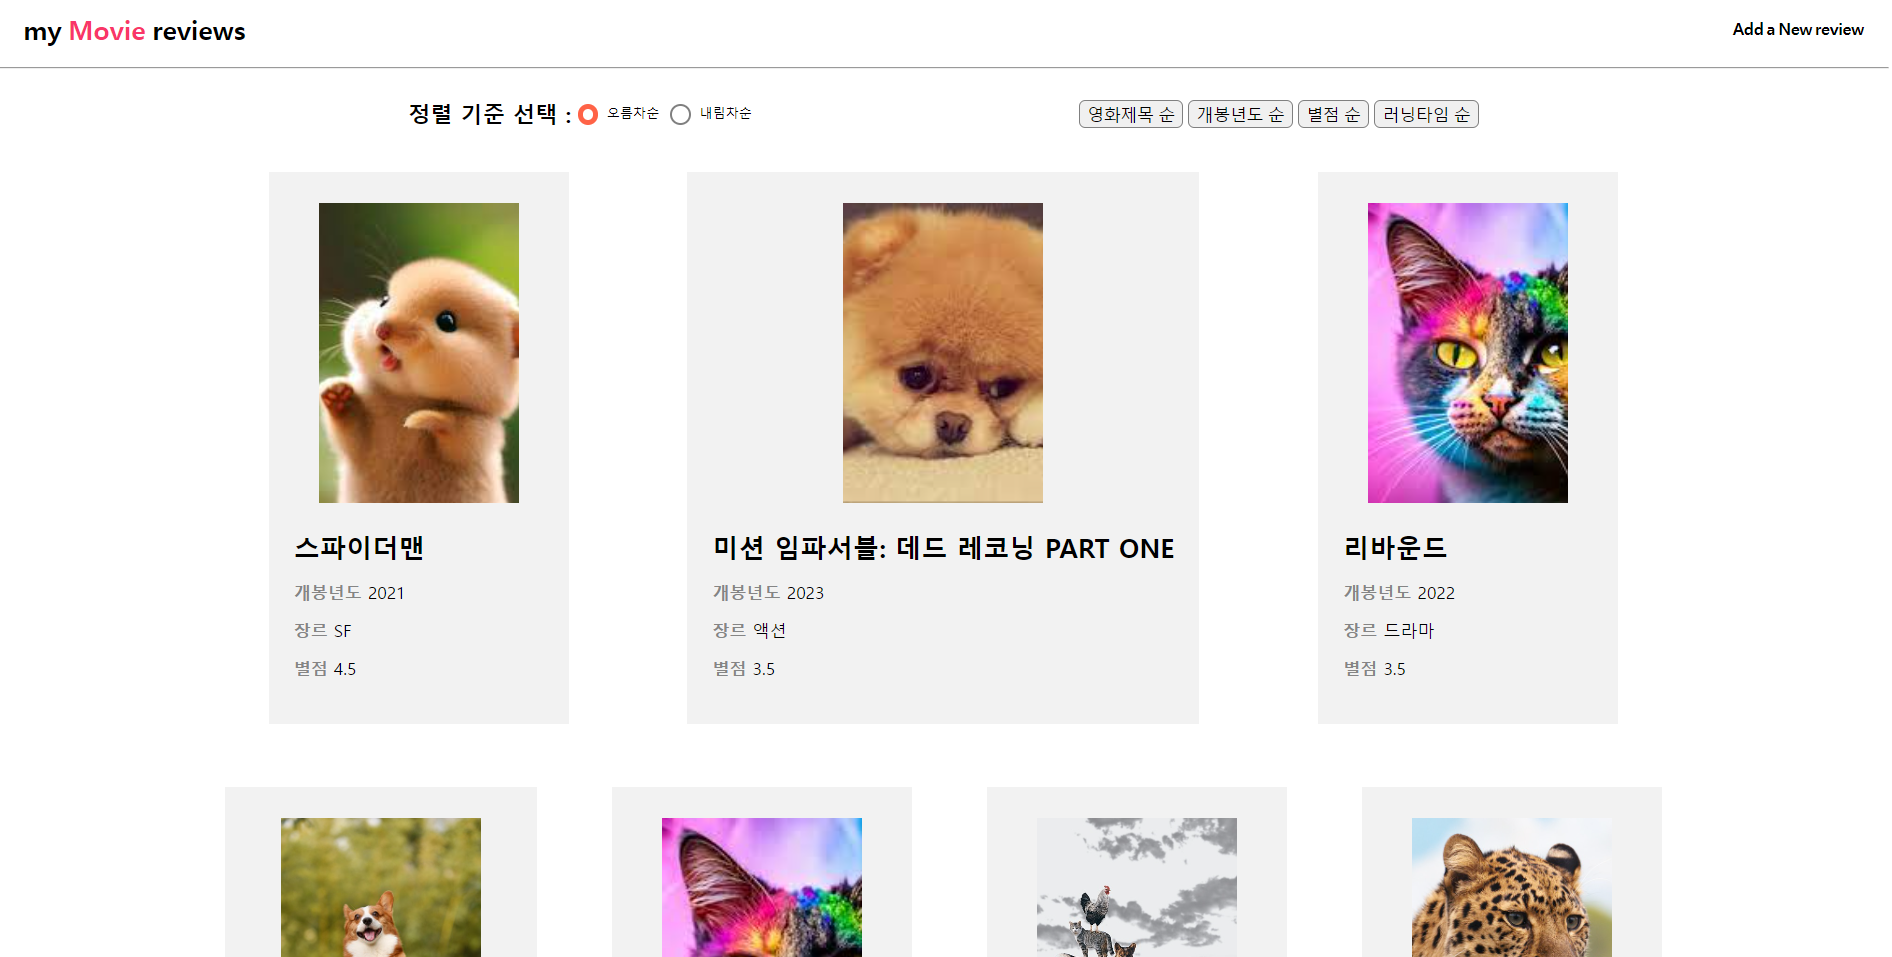 my Movie reviews
Add a New review
정렬 기준 선택 : 오름차순 내림차순
영화제목 순 개봉년도 순 별점 순 러닝타임 순
스파이더맨
개봉년도 2021
장르 SF
별점 4.5
미션 임파서블: 데드 레코닝 PART ONE
개봉년도 2023
장르 액션
별점 3.5
리바운드
개봉년도 2022
장르 드라마
별점 3.5